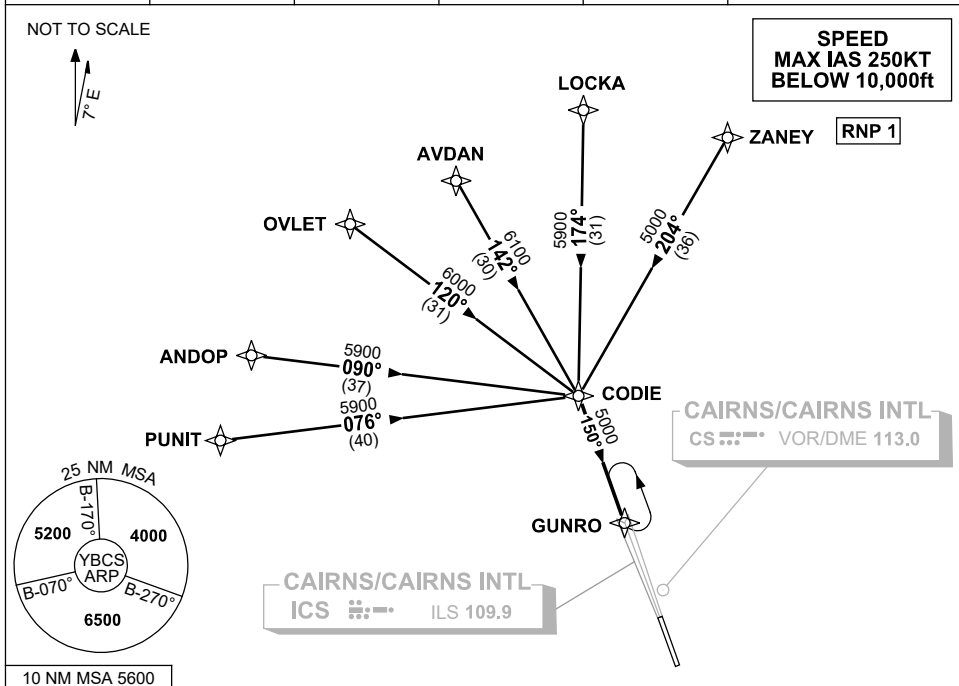 NOT TO SCALE
7° E
SPEED
MAX IAS 250KT
BELOW 10,000ft
RNP 1
LOCKA
ZANEY
AVDAN
OVLET
ANDOP
PUNIT
5900
174°
(31)
5000
204°
(36)
6100
142°
(30)
6000
120°
(31)
5900
090°
(37)
5900
076°
(40)
CODIE
5000
150°
GUNRO
CAIRNS/CAIRNS INTL
CS VOR/DME 113.0
CAIRNS/CAIRNS INTL
ICS ILS 109.9
25 NM MSA
B-170°
5200
4000
YBCS
ARP
B-070°
B-270°
6500
10 NM MSA 5600